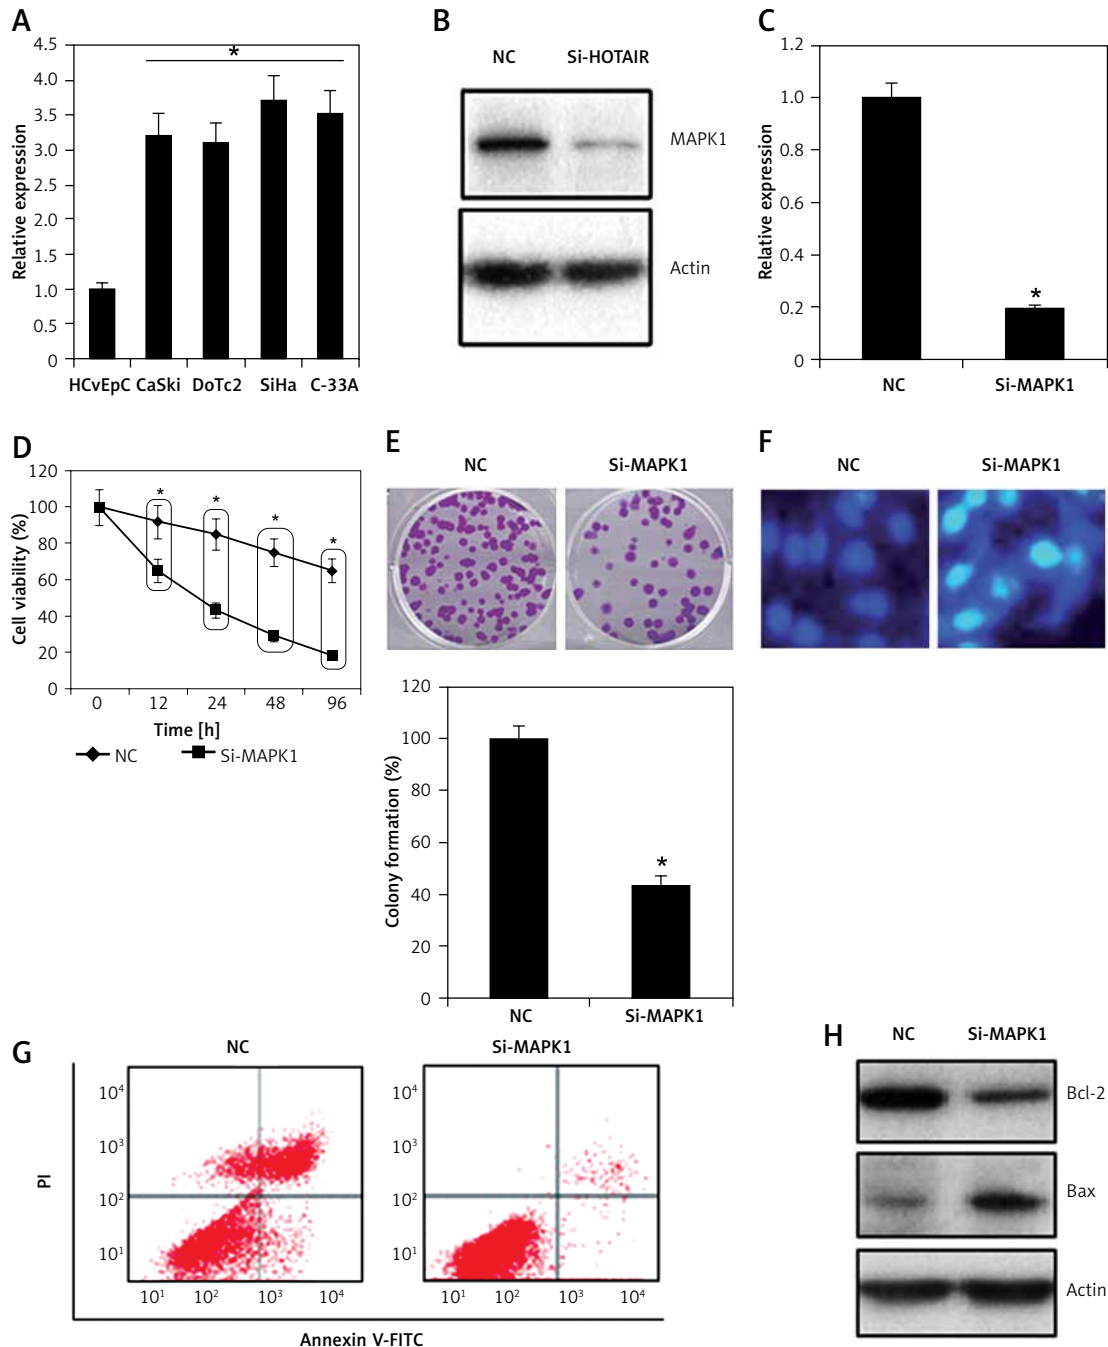 A
4.5
4.0
3.5
3.0
2.5
2.0
1.5
1.0
0.5
0
Relative expression
*
HCvEpC CaSki DoTc2 SiHa C-33A
B
NC Si-HOTAIR
MAPK1
Actin
C
1.2
1.0
0.8
0.6
0.4
0.2
0
Relative expression
*
NC Si-MAPK1
D
120
100
80
60
40
20
0
Cell viability (%)
* * * *
0 12 24 48 96
Time [h]
NC Si-MAPK1
E
NC Si-MAPK1
120
100
80
60
40
20
0
Colony formation (%)
*
NC Si-MAPK1
F
NC Si-MAPK1
G
NC Si-MAPK1
PI
10⁴
10³
10²
10¹
10¹ 10² 10³ 10⁴
10⁴
10³
10²
10¹
10¹ 10² 10³ 10⁴
Annexin V-FITC
H
NC Si-MAPK1
Bcl-2
Bax
Actin